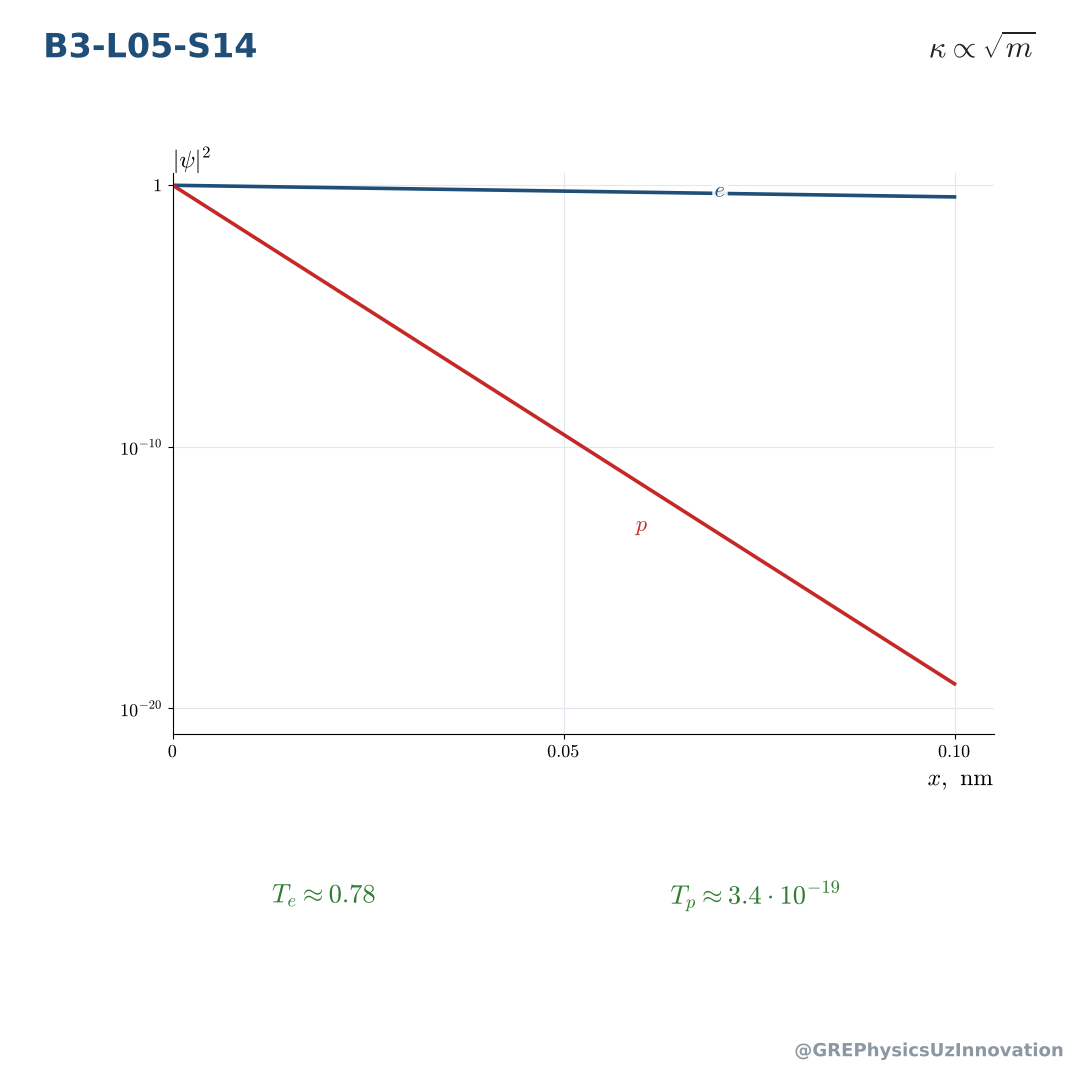 B3-L05-S14
κ ∝ √m
|ψ|²
1
e
10⁻¹⁰
p
10⁻²⁰
0 0.05 0.10
x, nm
Tₑ ≈ 0.78 Tₚ ≈ 3.4 · 10⁻¹⁹
@GREPhysicsUzInnovation